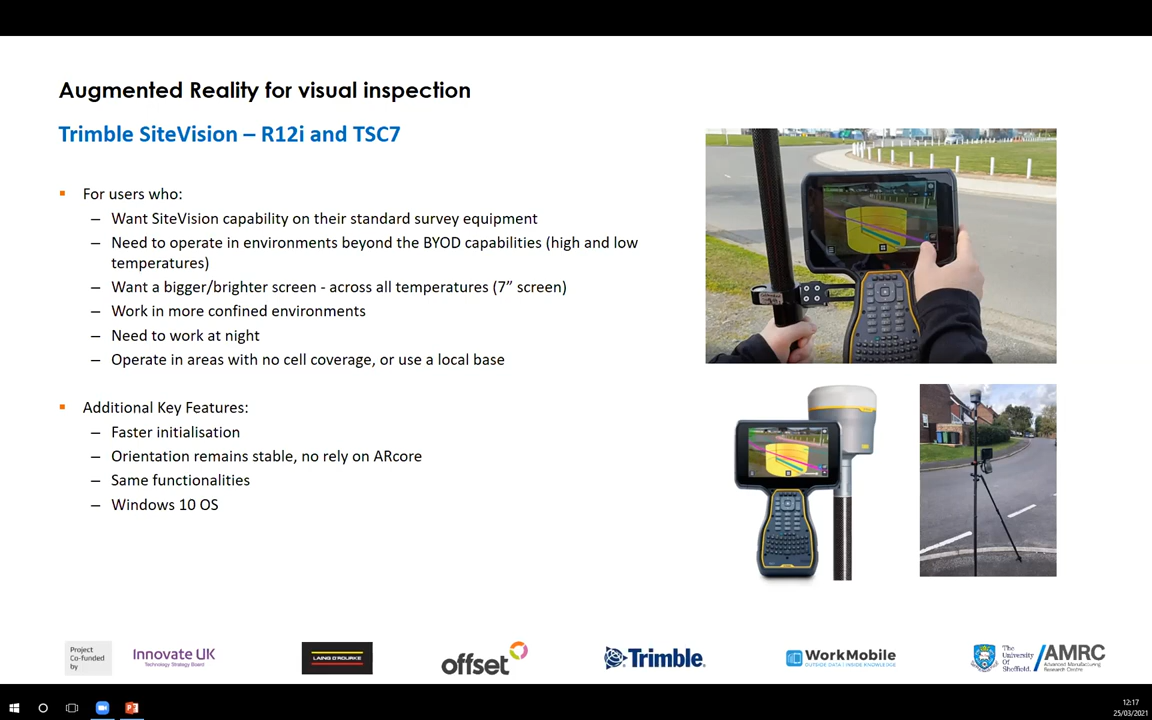 Augmented Reality for visual inspection
Trimble SiteVision – R12i and TSC7
▪ For users who:
– Want SiteVision capability on their standard survey equipment
– Need to operate in environments beyond the BYOD capabilities (high and low
temperatures)
– Want a bigger/brighter screen - across all temperatures (7” screen)
– Work in more confined environments
– Need to work at night
– Operate in areas with no cell coverage, or use a local base
▪ Additional Key Features:
– Faster initialisation
– Orientation remains stable, no rely on ARcore
– Same functionalities
– Windows 10 OS
Project
Co-funded
by
Innovate UK
Technology Strategy Board
LAING O'ROURKE
offset
Trimble
WorkMobile
OUTSIDE DATA | INSIDE KNOWLEDGE
The
University
Of
Sheffield.
AMRC
Advanced Manufacturing
Research Centre
12:17
25/03/2021